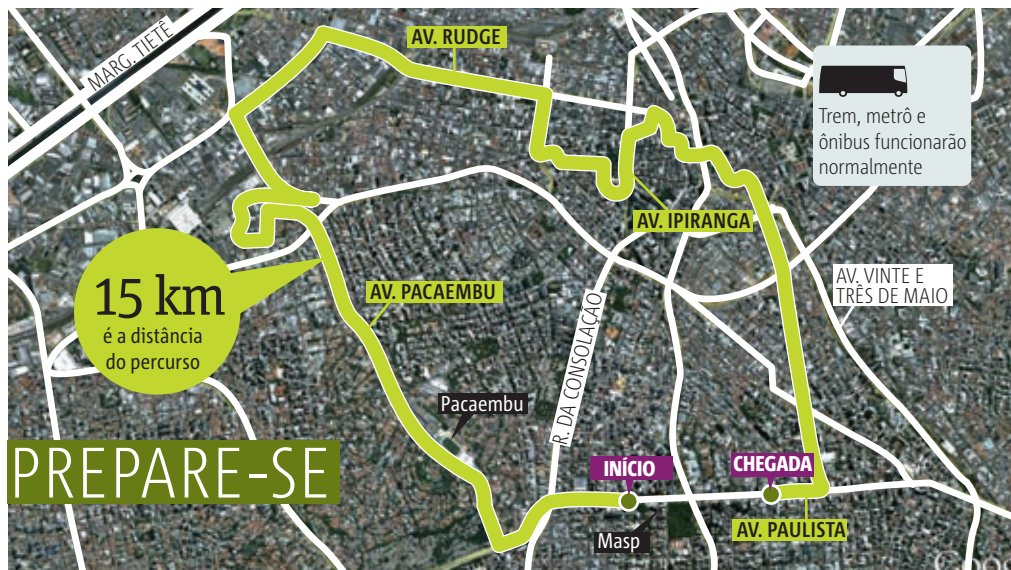 MARG. TIETÊ
AV. RUDGE
Trem, metrô e
ônibus funcionarão
normalmente
AV. IPIRANGA
15 km
é a distância
do percurso
AV. PACAEMBU
AV. VINTE E
TRÊS DE MAIO
R. DA CONSOLAÇÃO
Pacaembu
PREPARE-SE
INÍCIO
CHEGADA
Masp
AV. PAULISTA